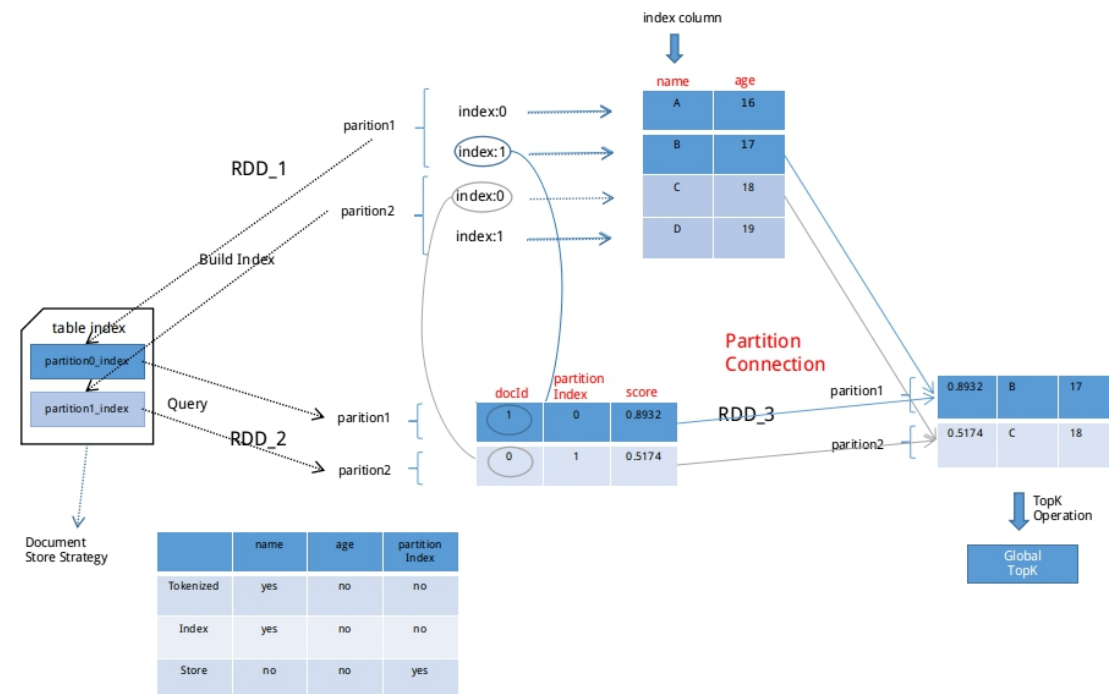 index column
name age
A 16
B 17
C 18
D 19
parition1
index:0
index:1
RDD_1
parition2
index:0
index:1
Build Index
table index
partition0_index
partition1_index
Query
RDD_2
parition1
parition2
docId
partition
Index
score
1 0 0.8932
0 1 0.5174
Partition
Connection
RDD_3
parition1
parition2
0.8932 B 17
0.5174 C 18
TopK
Operation
Global
TopK
Document
Store Strategy
name age partition
Index
Tokenized yes no no
Index yes no no
Store no no yes